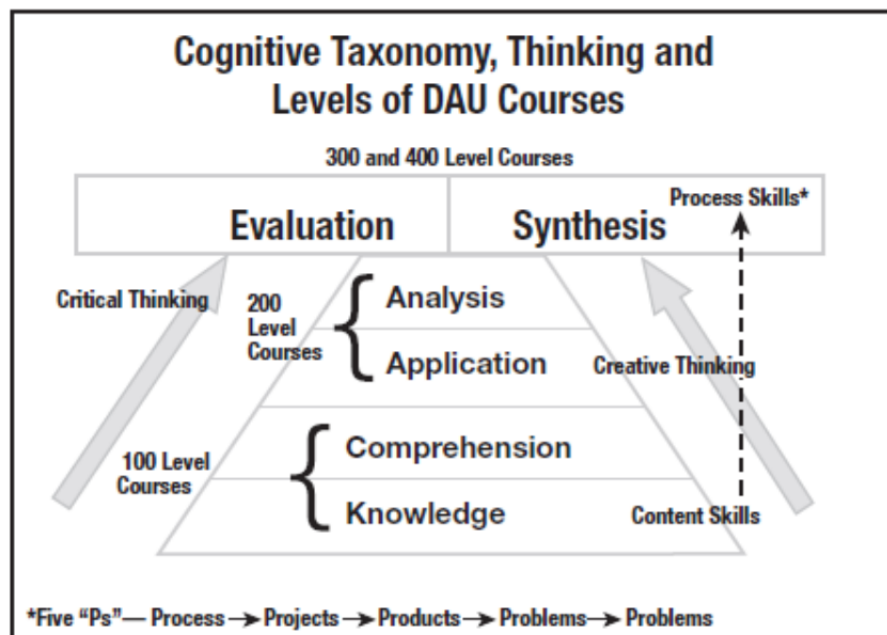 Cognitive Taxonomy, Thinking and
Levels of DAU Courses
300 and 400 Level Courses
Process Skills*
Evaluation
Synthesis
Critical Thinking
200
Level
Courses
Analysis
Application
Creative Thinking
100 Level
Courses
Comprehension
Knowledge
Content Skills
*Five “Ps”— Process→Projects→Products→Problems→Problems